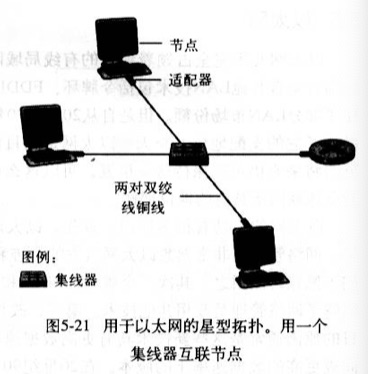 节点
适配器
两对双绞
线铜线
图例：
集线器
图5-21 用于以太网的星型拓扑。用一个
集线器互联节点